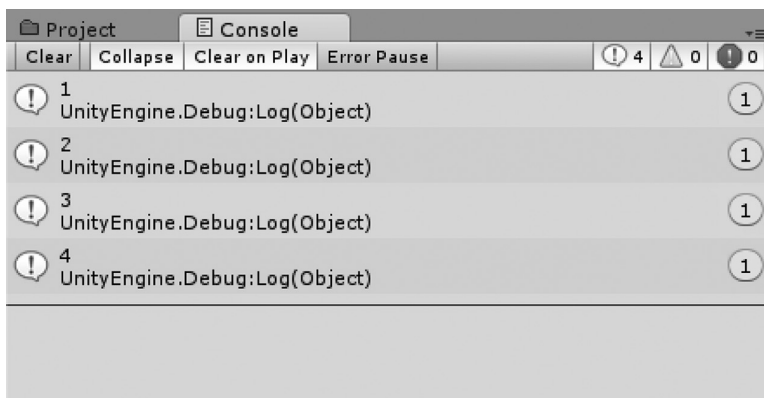 Project Console
Clear Collapse Clear on Play Error Pause 4 0 0
1 1
UnityEngine.Debug:Log(Object)
2 1
UnityEngine.Debug:Log(Object)
3 1
UnityEngine.Debug:Log(Object)
4 1
UnityEngine.Debug:Log(Object)